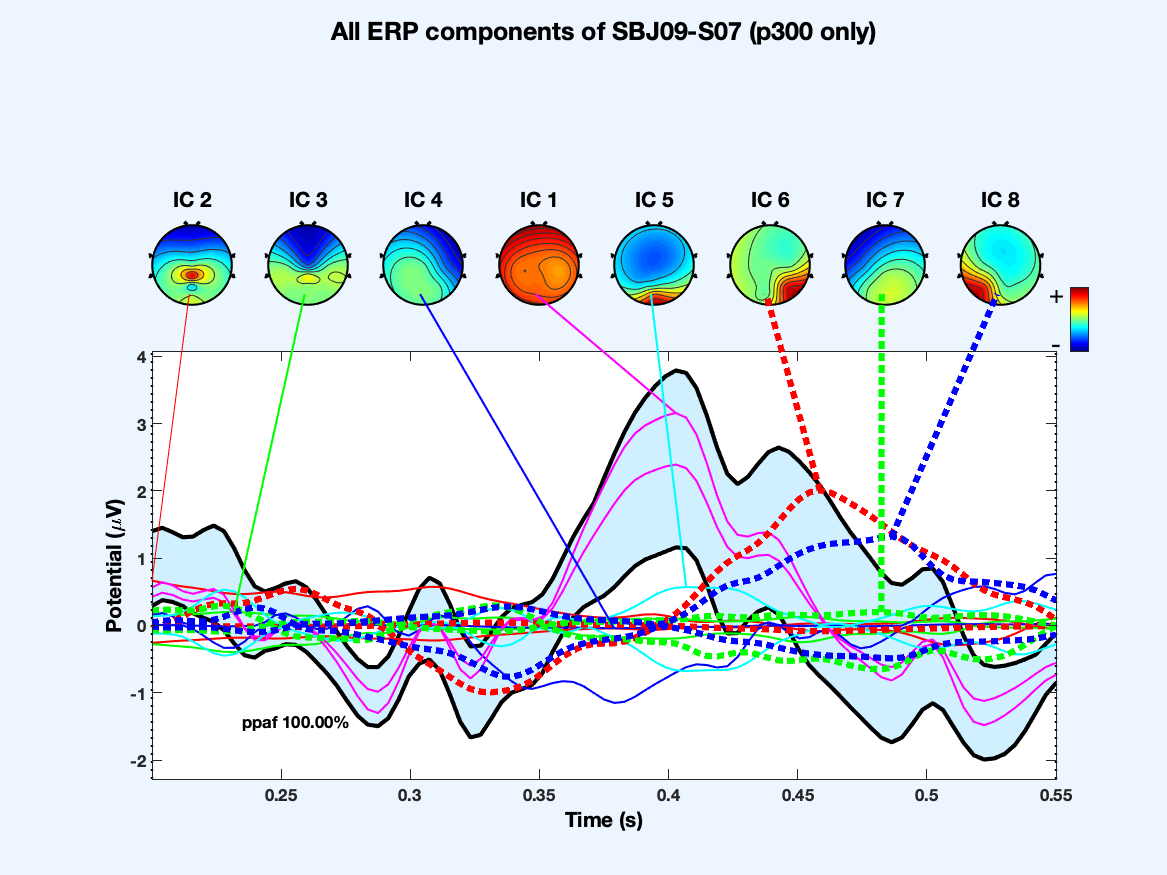 All ERP components of SBJ09-S07 (p300 only)
IC 2 IC 3 IC 4 IC 1 IC 5 IC 6 IC 7 IC 8
+
-
4
3
2
1
0
-1
-2
Potential (μV)
ppaf 100.00%
0.25 0.3 0.35 0.4 0.45 0.5 0.55
Time (s)